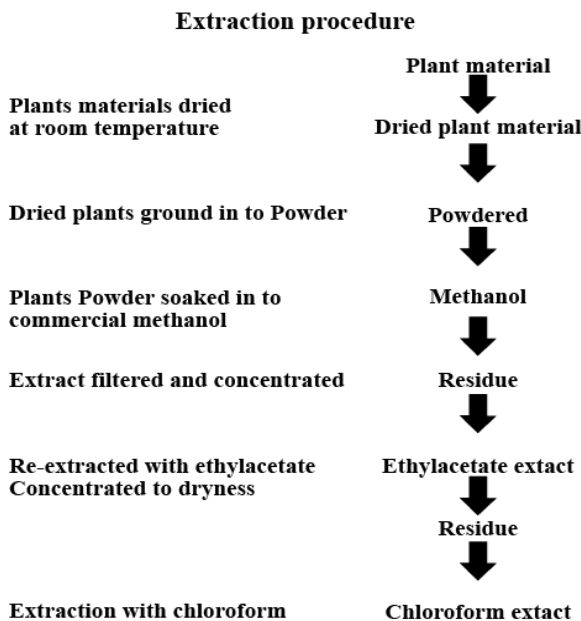 Extraction procedure
Plant material
Plants materials dried
at room temperature
Dried plant material
Dried plants ground in to Powder
Powdered
Plants Powder soaked in to
commercial methanol
Methanol
Extract filtered and concentrated
Residue
Re-extracted with ethylacetate
Concentrated to dryness
Ethylacetate extact
Residue
Extraction with chloroform
Chloroform extact